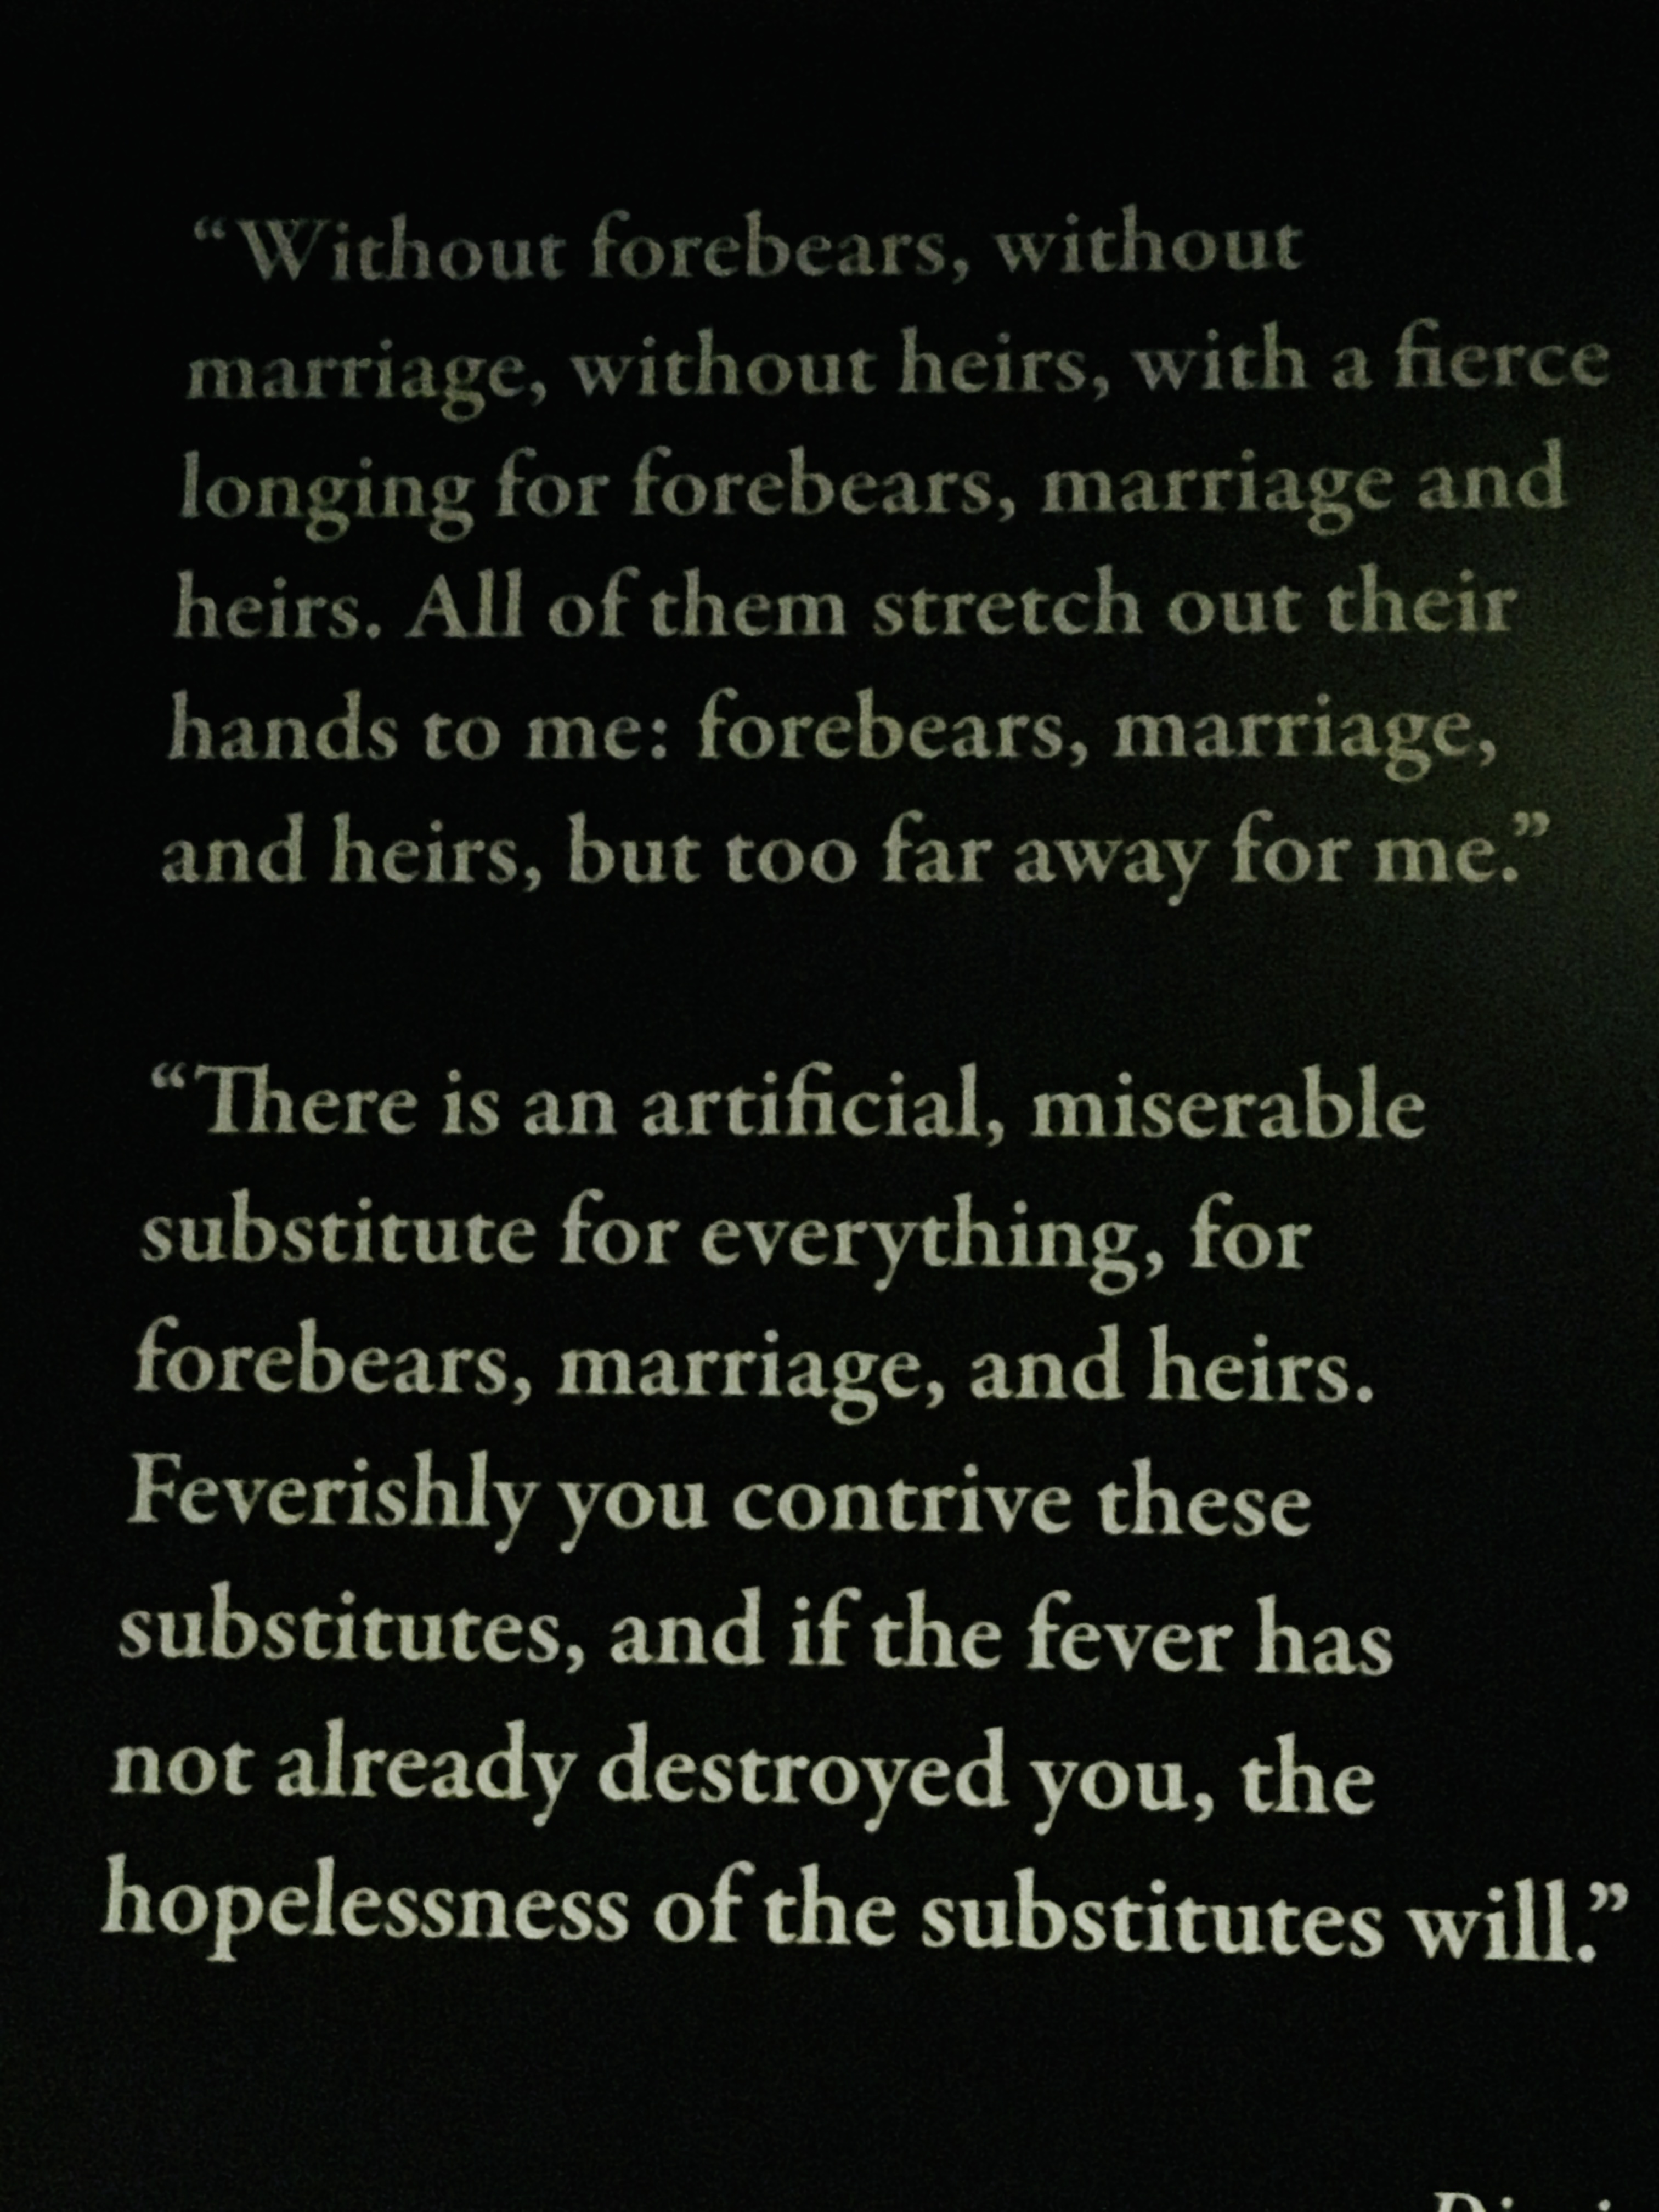 “Without forebears, without
marriage, without heirs, with a fierce
longing for forebears, marriage and
heirs. All of them stretch out their
hands to me: forebears, marriage,
and heirs, but too far away for me.”
“There is an artificial, miserable
substitute for everything, for
forebears, marriage, and heirs.
Feverishly you contrive these
substitutes, and if the fever has
not already destroyed you, the
hopelessness of the substitutes will.”